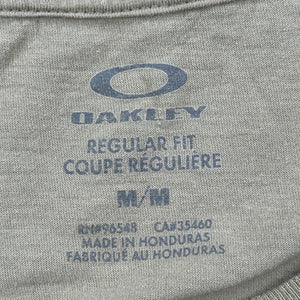 OAKLEY
REGULAR FIT
COUPE RÉGULIÈRE
M/M
RN#96548 CA#35460
MADE IN HONDURAS
FABRIQUÉ AU HONDURAS